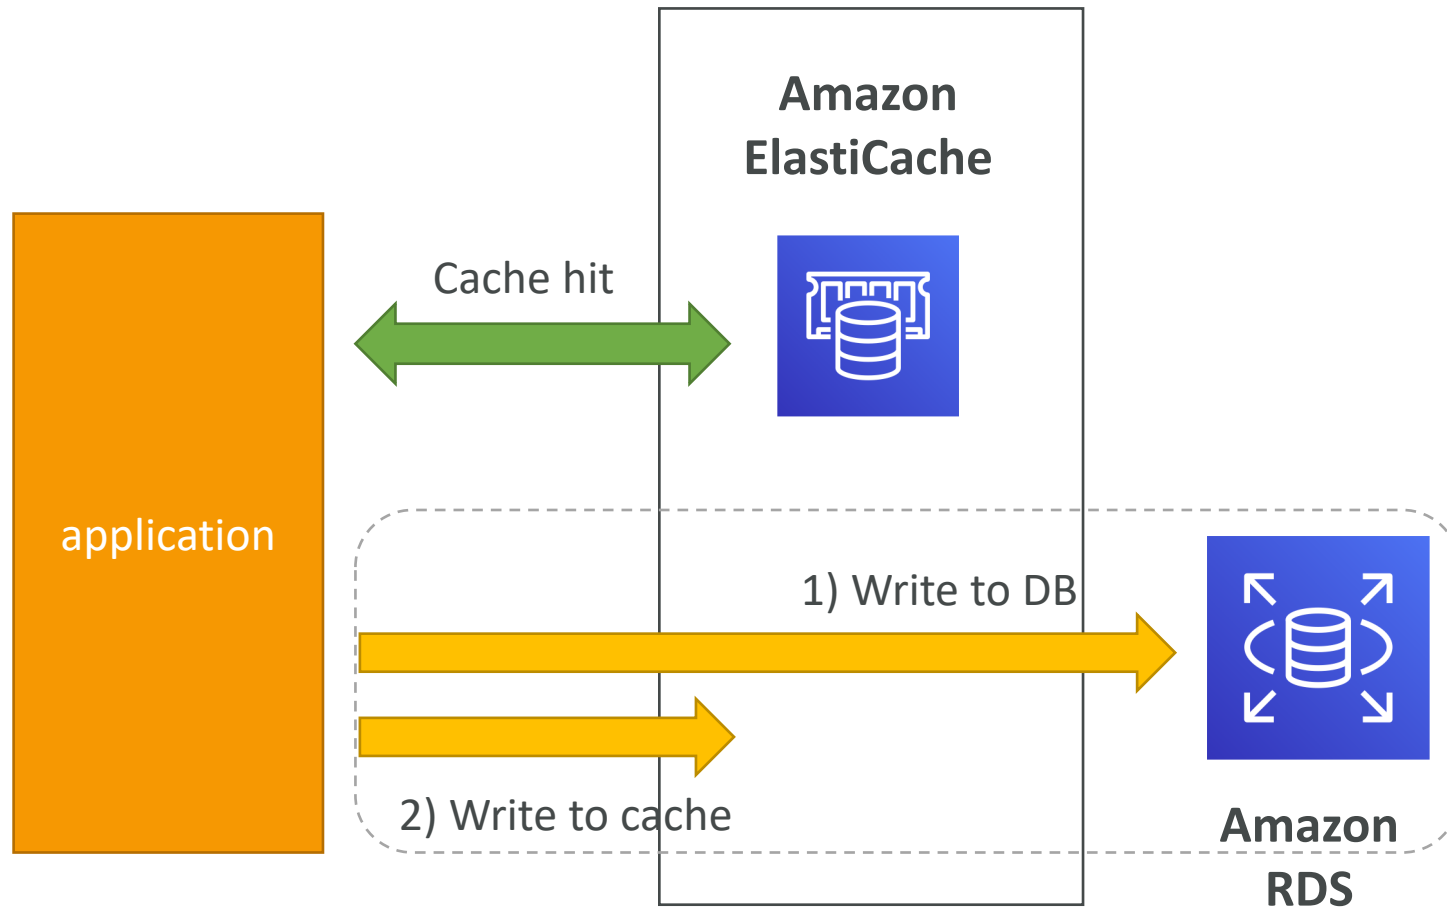 Amazon
ElastiCache
Cache hit
application
1) Write to DB
2) Write to cache
Amazon
RDS